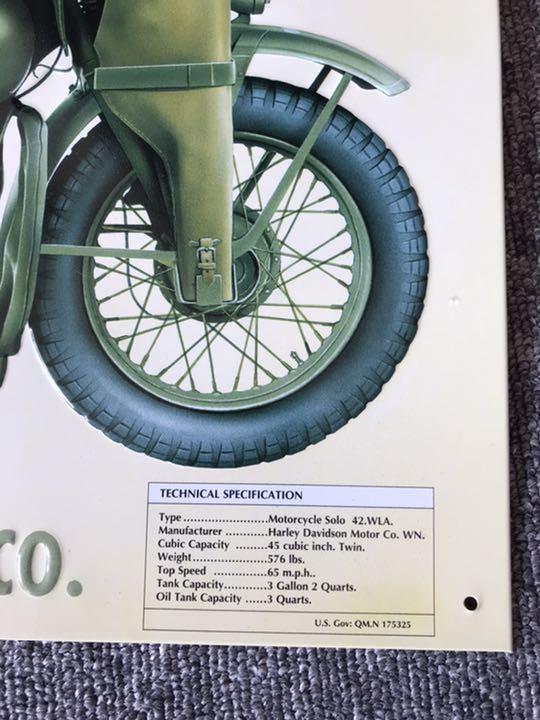 CO.
TECHNICAL SPECIFICATION
Type........................Motorcycle Solo 42.WLA.
Manufacturer ............Harley Davidson Motor Co. WN.
Cubic Capacity .........45 cubic inch. Twin.
Weight.....................576 lbs.
Top Speed ...............65 m.p.h..
Tank Capacity............3 Gallon 2 Quarts.
Oil Tank Capacity ......3 Quarts.
U.S. Gov: QM.N 175325